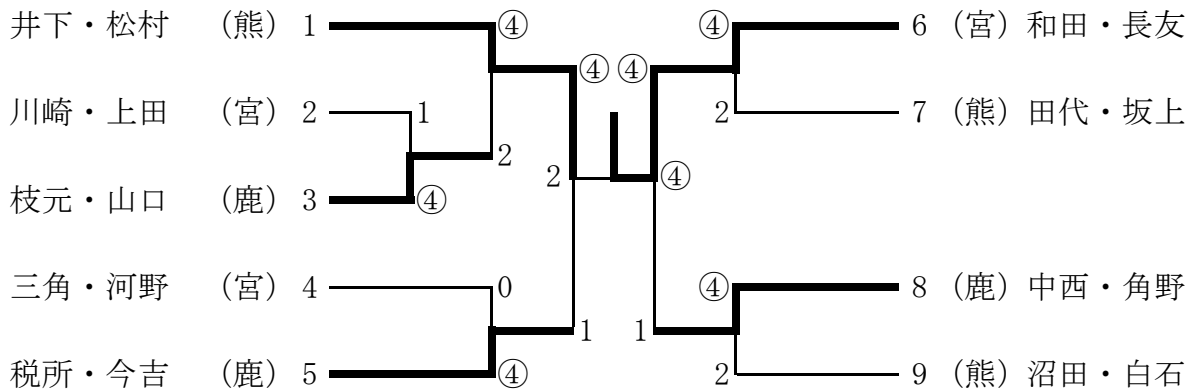 井下・松村 (熊) 1 ④ ④ 6 (宮) 和田・長友
④ ④
川崎・上田 (宮) 2 1 2 7 (熊) 田代・坂上
2
2 ④
枝元・山口 (鹿) 3 ④
三角・河野 (宮) 4 0 ④ 8 (鹿) 中西・角野
1 1
税所・今吉 (鹿) 5 ④ 2 9 (熊) 沼田・白石